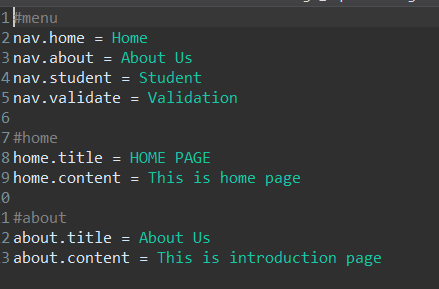 1 #menu
2 nav.home = Home
3 nav.about = About Us
4 nav.student = Student
5 nav.validate = Validation
6
7 #home
8 home.title = HOME PAGE
9 home.content = This is home page
0
1 #about
2 about.title = About Us
3 about.content = This is introduction page